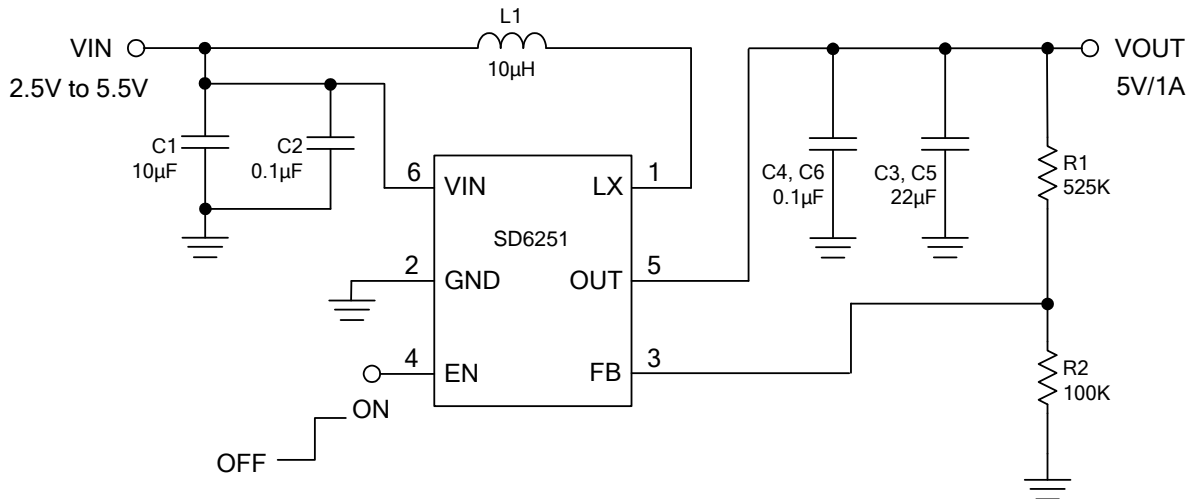 L1
10μH
VIN
2.5V to 5.5V
VOUT
5V/1A
C1
10μF
C2
0.1μF
C4, C6
0.1μF
C3, C5
22μF
R1
525K
6
VIN
LX
1
SD6251
2
GND
OUT
5
4
EN
FB
3
R2
100K
ON
OFF